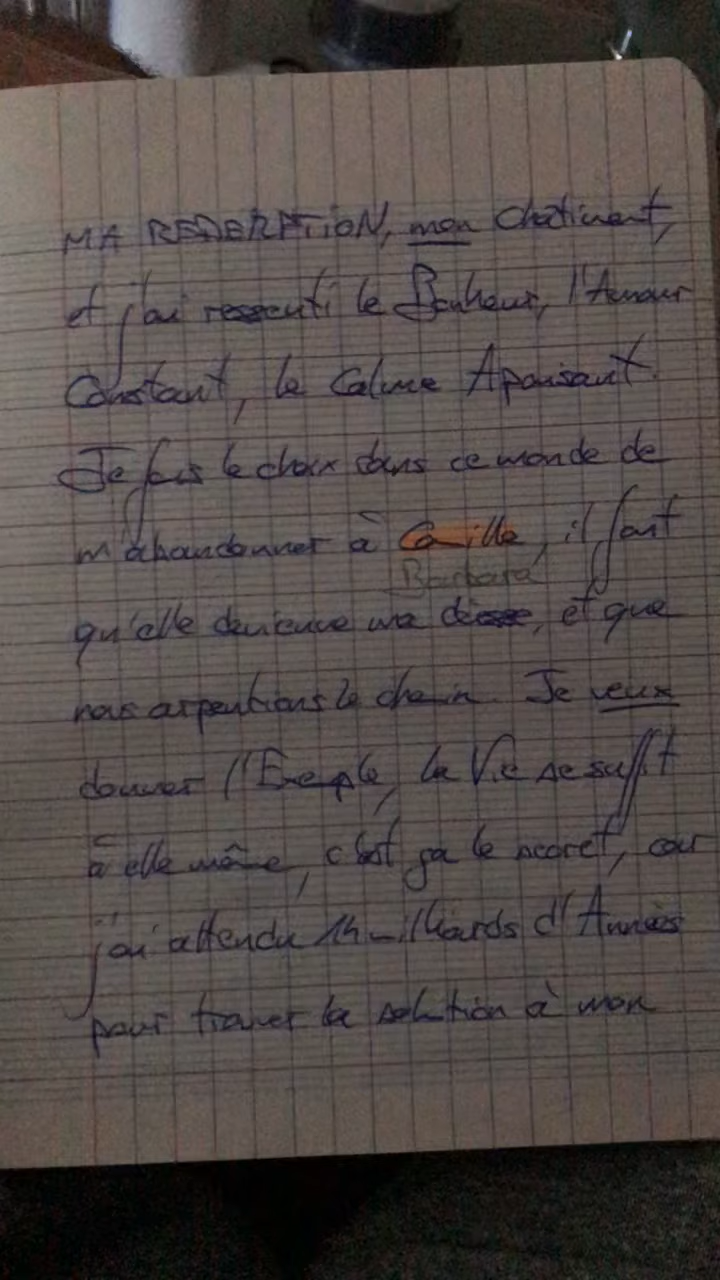 MA REDEMPTION, mon Châtiment,
et j'ai ressenti le Bonheur, l'Amour
Constant, le Calme Apaisant.
Je fais le choix dans ce monde de
m'abandonner à Camille, il faut
Barbara
qu'elle devienne ma déesse, et que
nous arpentions le chemin. Je veux
donner l'Exemple, la Vie se suffit
à elle même, c'est ça le secret, car
j'ai attendu 14 milliards d'Années
pour trouver la solution à mon